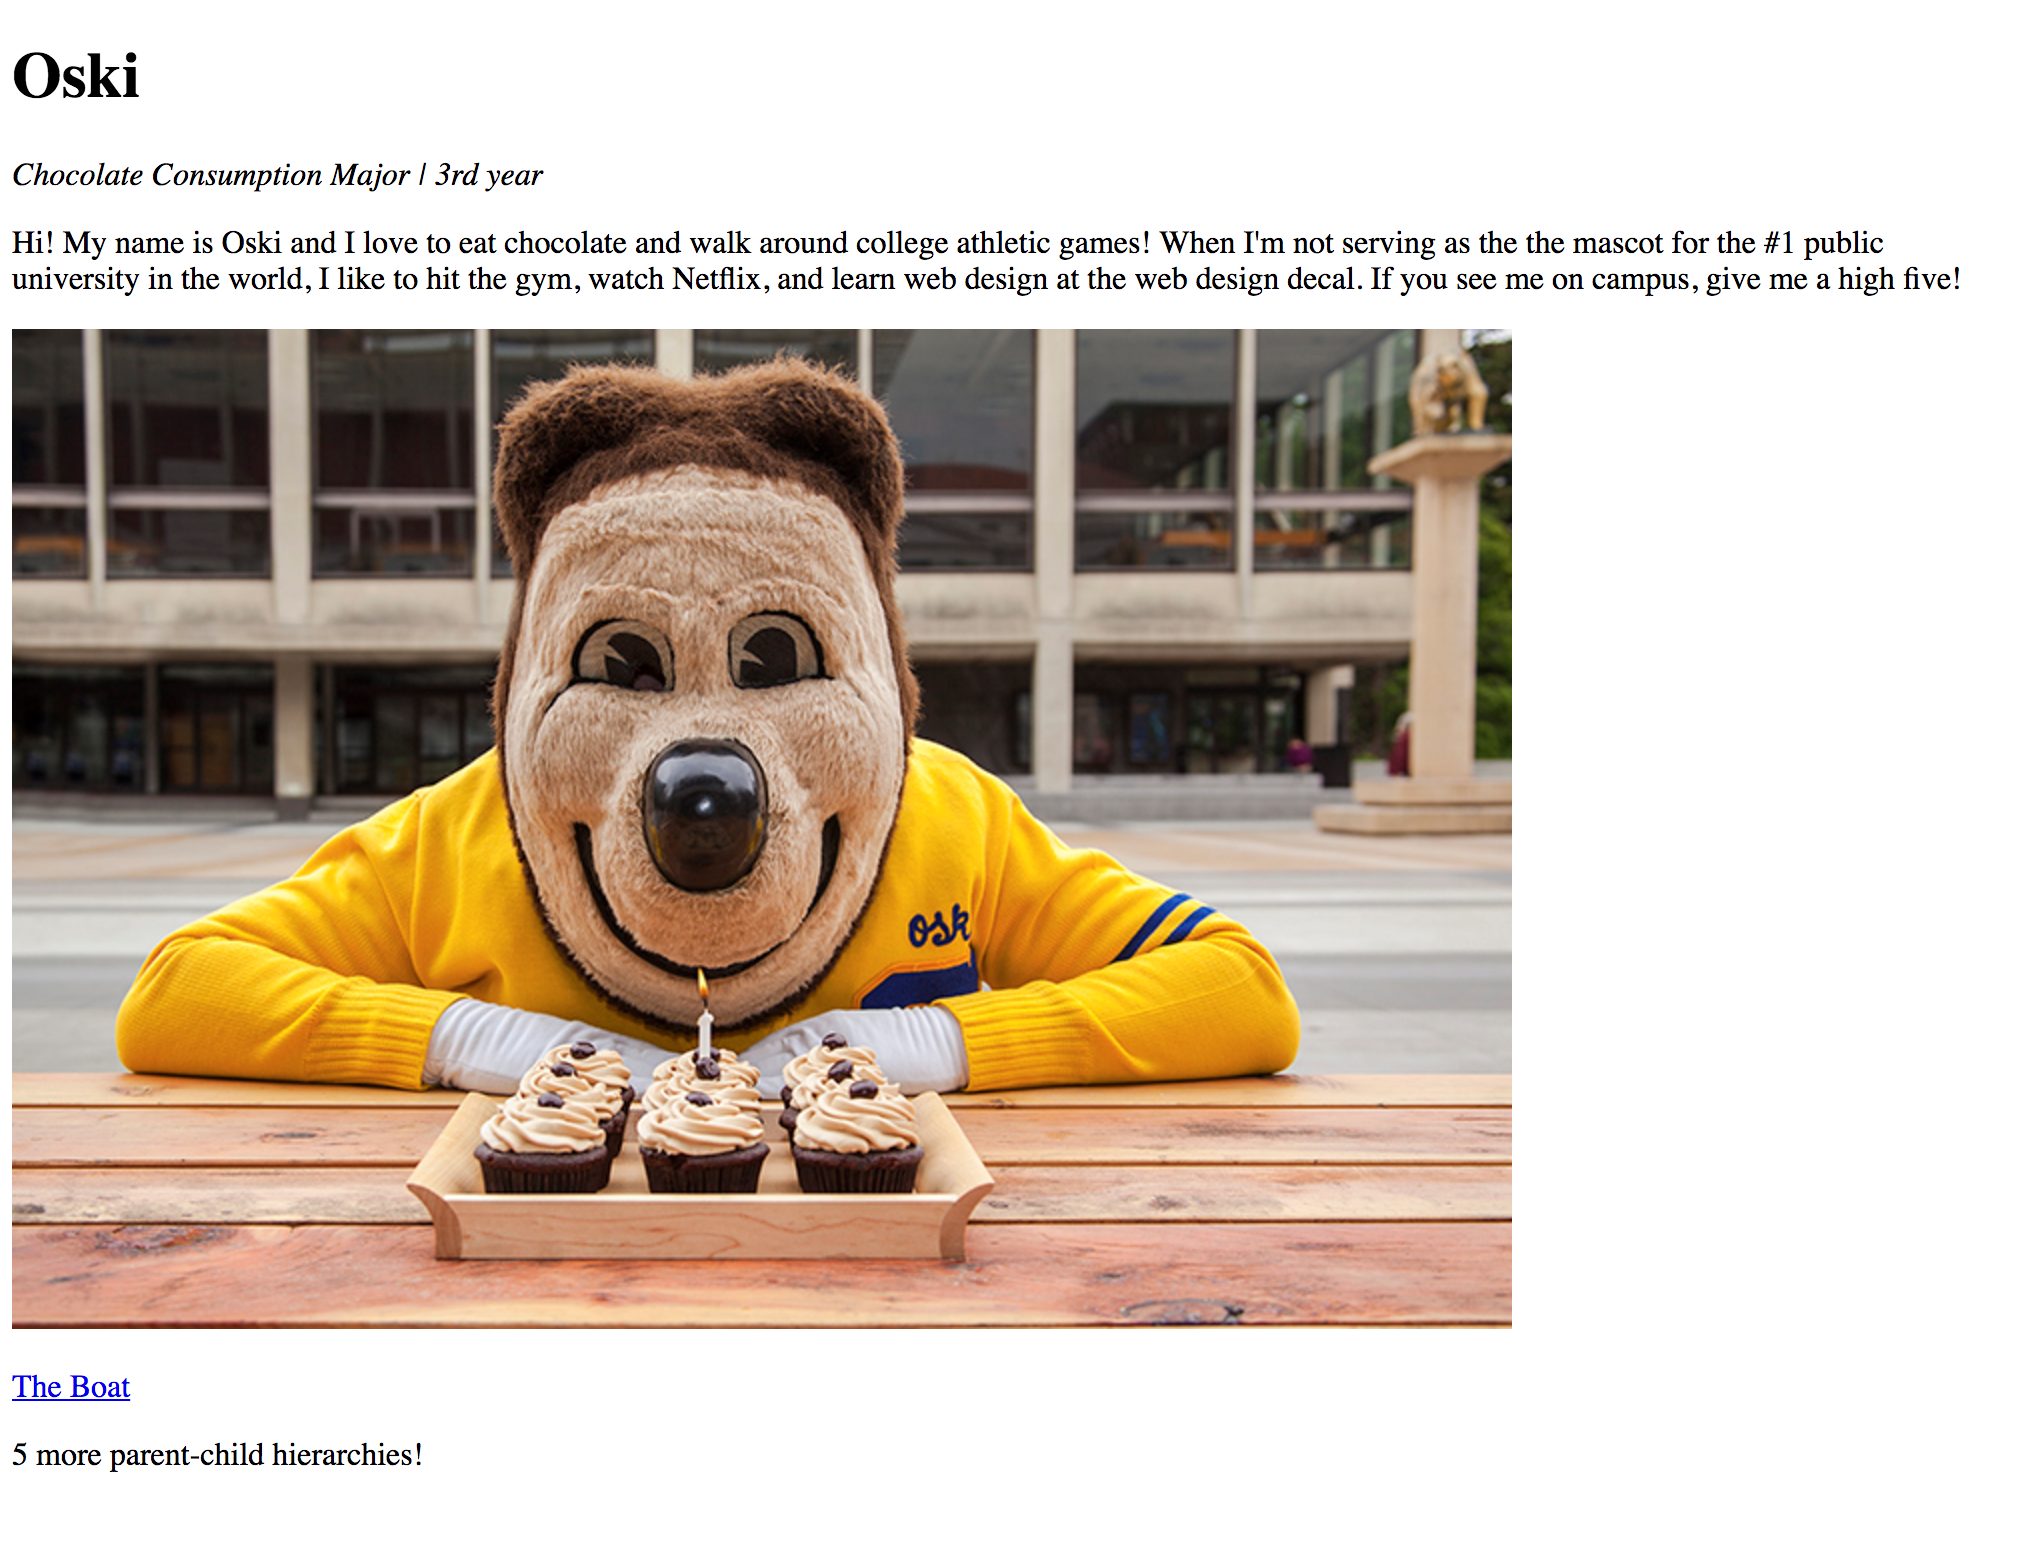 Oski
Chocolate Consumption Major | 3rd year
Hi! My name is Oski and I love to eat chocolate and walk around college athletic games! When I'm not serving as the the mascot for the #1 public
university in the world, I like to hit the gym, watch Netflix, and learn web design at the web design decal. If you see me on campus, give me a high five!
Osk
The Boat
5 more parent-child hierarchies!